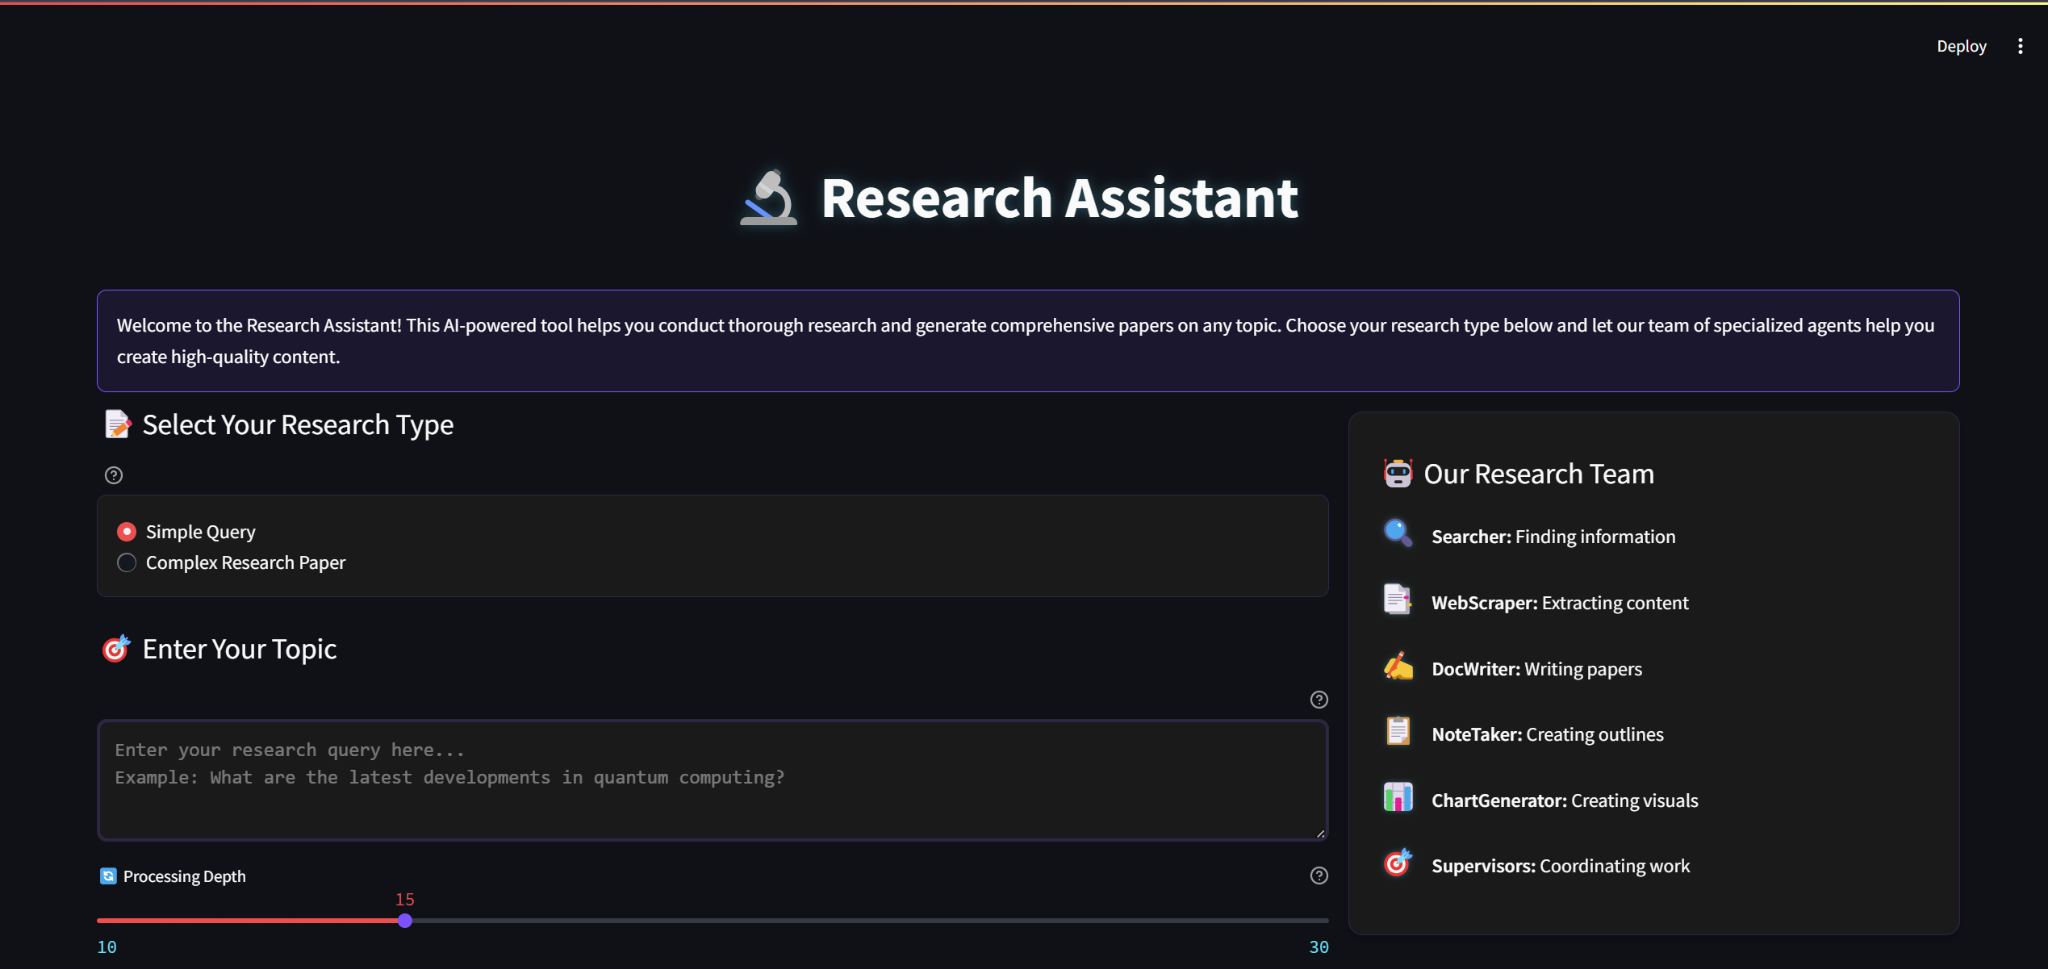 Deploy
Research Assistant
Welcome to the Research Assistant! This AI-powered tool helps you conduct thorough research and generate comprehensive papers on any topic. Choose your research type below and let our team of specialized agents help you
create high-quality content.
Select Your Research Type
Simple Query
Complex Research Paper
Enter Your Topic
Enter your research query here...
Example: What are the latest developments in quantum computing?
Processing Depth
15
10
30
Our Research Team
Searcher: Finding information
WebScraper: Extracting content
DocWriter: Writing papers
NoteTaker: Creating outlines
ChartGenerator: Creating visuals
Supervisors: Coordinating work